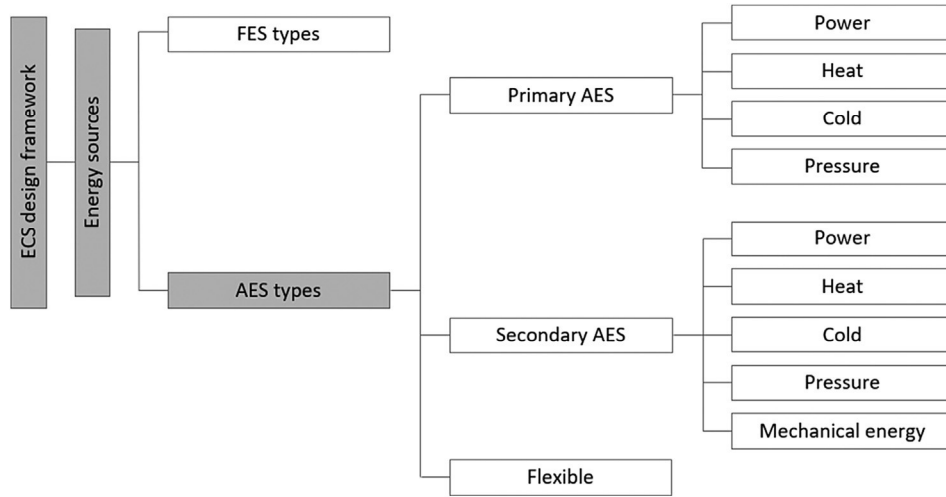 ECS design framework
Energy sources
FES types
AES types
Primary AES
Power
Heat
Cold
Pressure
Secondary AES
Power
Heat
Cold
Pressure
Mechanical energy
Flexible